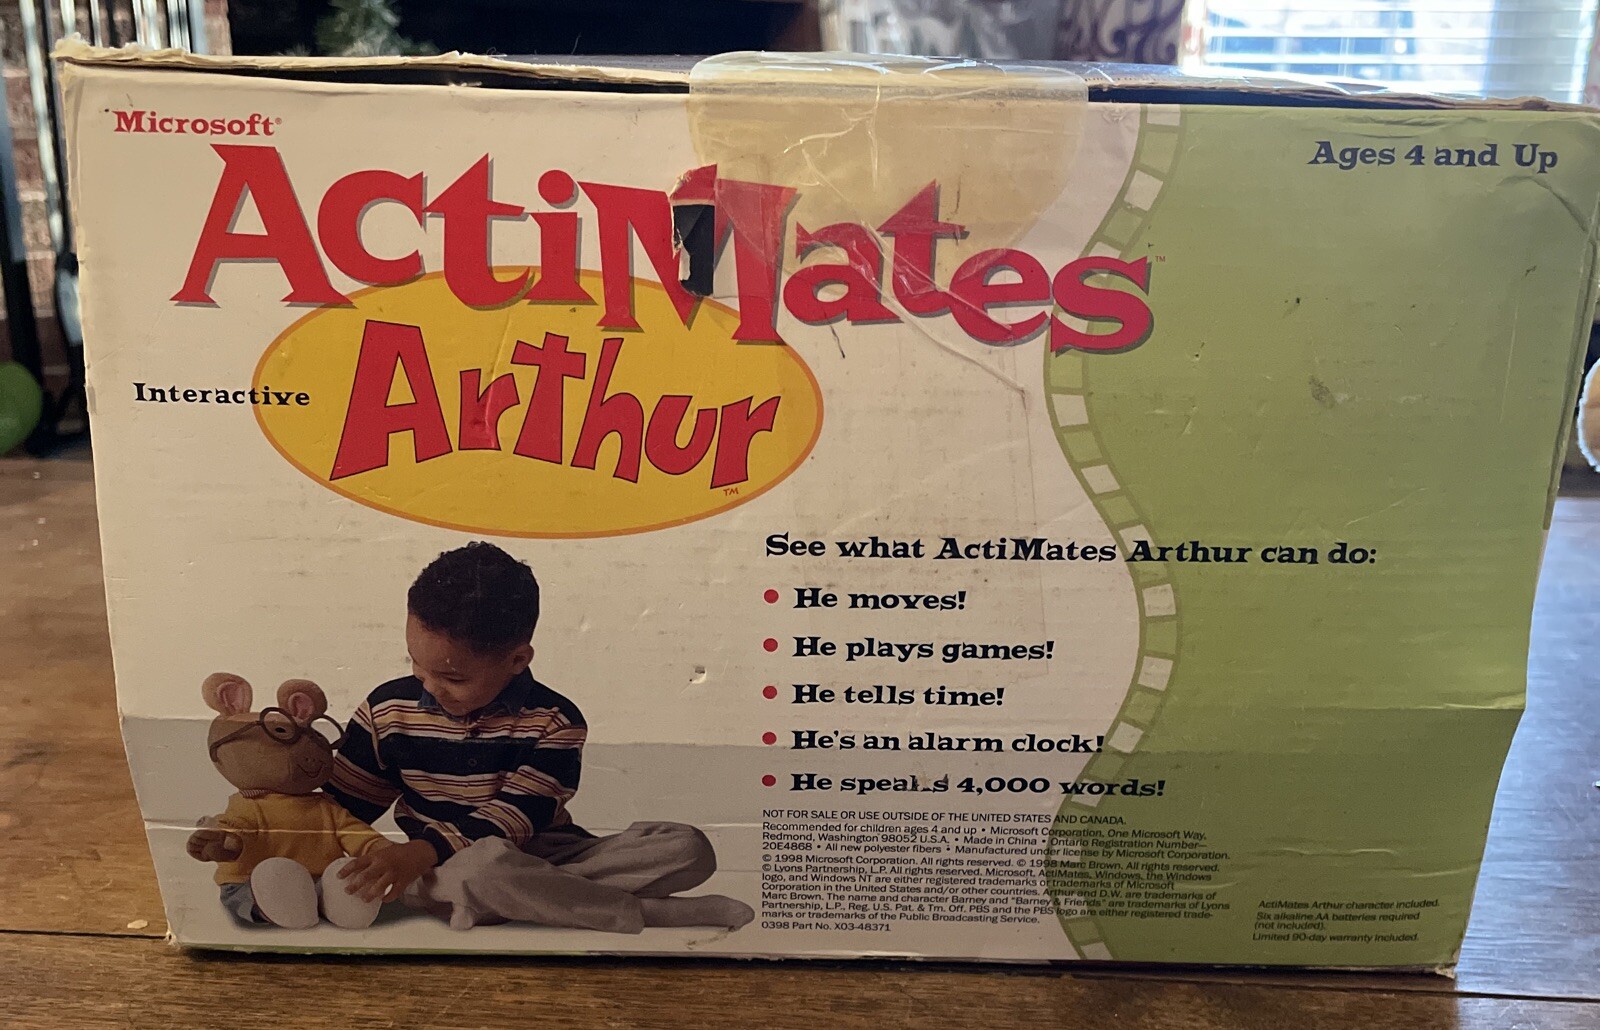 Microsoft®
ActiMates™
Ages 4 and Up
Interactive
Arthur™
See what ActiMates Arthur can do:
• He moves!
• He plays games!
• He tells time!
• He's an alarm clock!
• He speaks 4,000 words!
NOT FOR SALE OR USE OUTSIDE OF THE UNITED STATES AND CANADA.
Recommended for children ages 4 and up • Microsoft Corporation, One Microsoft Way,
Redmond, Washington 98052 U.S.A. • Made in China • Ontario Registration Number—
20E4868 • All new polyester fibers • Manufactured under license by Microsoft Corporation.
© 1998 Microsoft Corporation. All rights reserved. © 1998 Marc Brown. All rights reserved.
© Lyons Partnership, L.P. All rights reserved. Microsoft, ActiMates, Windows, the Windows
logo, and Windows NT are either registered trademarks or trademarks of Microsoft
Corporation in the United States and/or other countries. Arthur and D.W. are trademarks of
Marc Brown. The name and character Barney and "Barney & Friends" are trademarks of Lyons
Partnership, L.P., Reg. U.S. Pat. & Tm. Off. PBS and the PBS logo are either registered trade-
marks or trademarks of the Public Broadcasting Service.
0398 Part No. X03-48371
ActiMates Arthur character included.
Six alkaline AA batteries required
(not included).
Limited 90-day warranty included.